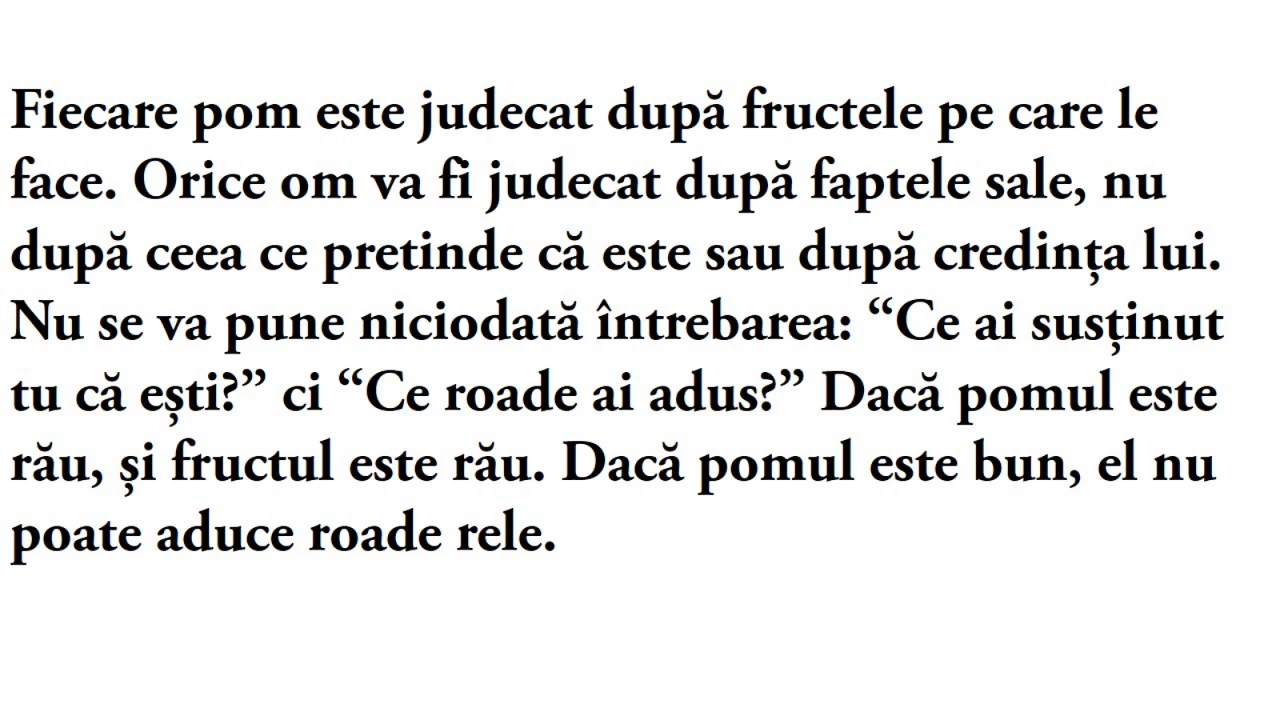 Fiecare pom este judecat după fructele pe care le
face. Orice om va fi judecat după faptele sale, nu
după ceea ce pretinde că este sau după credința lui.
Nu se va pune niciodată întrebarea: “Ce ai susținut
tu că ești?” ci “Ce roade ai adus?” Dacă pomul este
rău, și fructul este rău. Dacă pomul este bun, el nu
poate aduce roade rele.